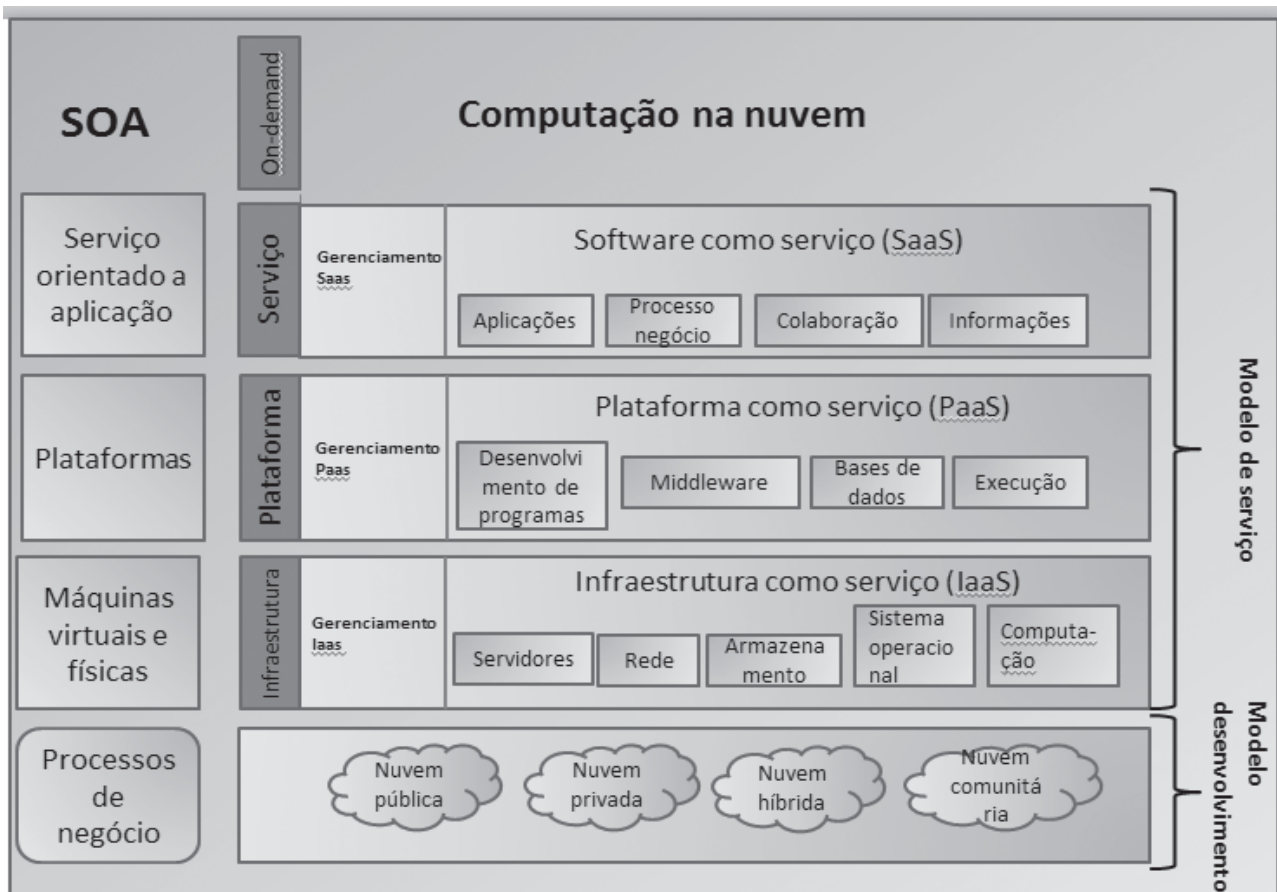 SOA
On-demand
Computação na nuvem
Serviço
orientado a
aplicação
Serviço
Gerenciamento
Saas
Software como serviço (SaaS)
Aplicações
Processo
negócio
Colaboração
Informações
Plataformas
Plataforma
Gerenciamento
Paas
Plataforma como serviço (PaaS)
Desenvolvi
mento de
programas
Middleware
Bases de
dados
Execução
Modelo de serviço
Máquinas
virtuais e
físicas
Infraestrutura
Gerenciamento
Iaas
Infraestrutura como serviço (IaaS)
Servidores
Rede
Armazena
mento
Sistema
operacio
nal
Computa-
ção
Processos
de
negócio
Nuvem
pública
Nuvem
privada
Nuvem
híbrida
Nuvem
comunitá
ria
Modelo
desenvolvimento